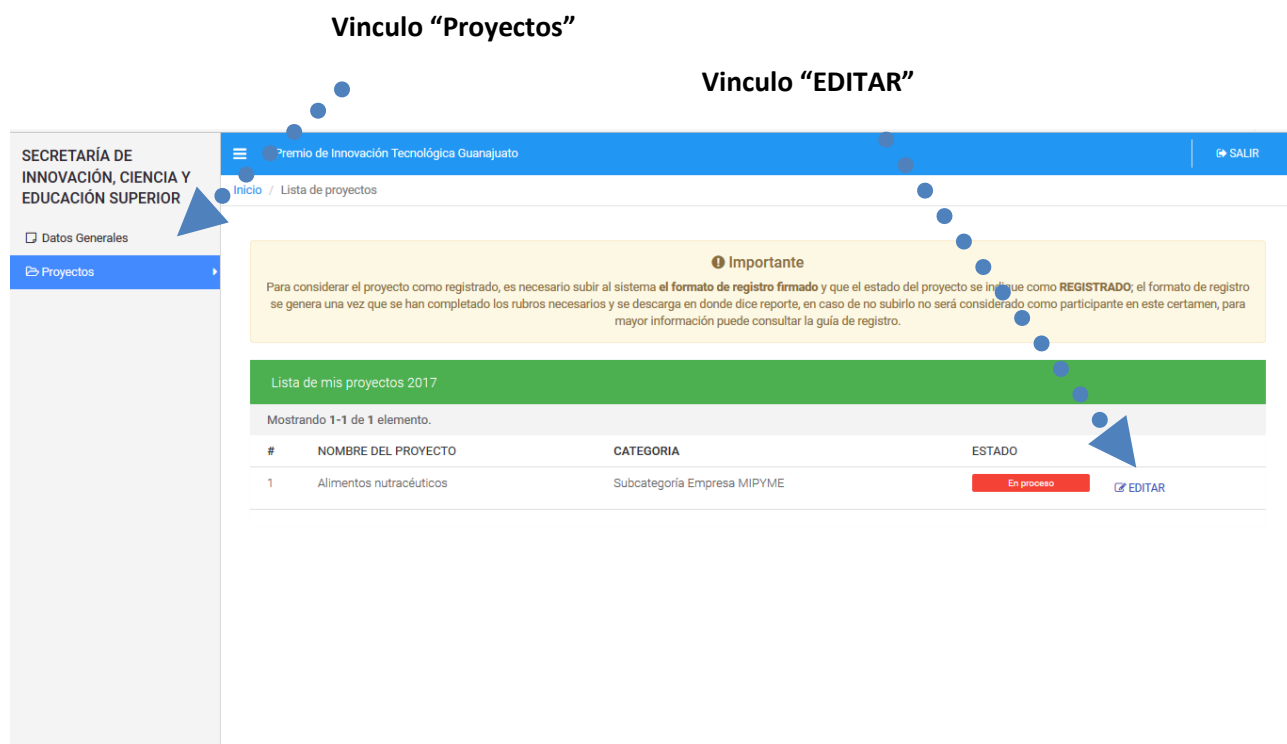 Vinculo “Proyectos”
Vinculo “EDITAR”
SECRETARÍA DE
INNOVACIÓN, CIENCIA Y
EDUCACIÓN SUPERIOR
Datos Generales
Proyectos
Premio de Innovación Tecnológica Guanajuato
SALIR
Inicio / Lista de proyectos
Importante
Para considerar el proyecto como registrado, es necesario subir al sistema el formato de registro firmado y que el estado del proyecto se indique como REGISTRADO; el formato de registro
se genera una vez que se han completado los rubros necesarios y se descarga en donde dice reporte, en caso de no subirlo no será considerado como participante en este certamen, para
mayor información puede consultar la guía de registro.
Lista de mis proyectos 2017
Mostrando 1-1 de 1 elemento.
# NOMBRE DEL PROYECTO CATEGORIA ESTADO
1 Alimentos nutracéuticos Subcategoría Empresa MIPYME En proceso EDITAR